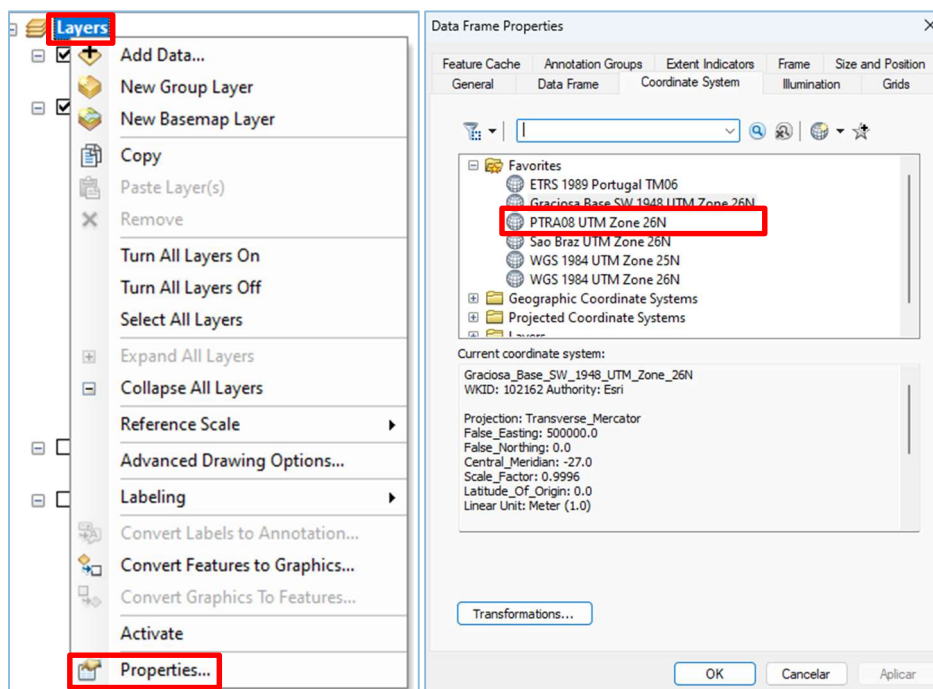 Layers
Add Data...
New Group Layer
New Basemap Layer
Copy
Paste Layer(s)
Remove
Turn All Layers On
Turn All Layers Off
Select All Layers
Expand All Layers
Collapse All Layers
Reference Scale
Advanced Drawing Options...
Labeling
Convert Labels to Annotation...
Convert Features to Graphics...
Convert Graphics To Features...
Activate
Properties...
Data Frame Properties
Feature Cache Annotation Groups Extent Indicators Frame Size and Position
General Data Frame Coordinate System Illumination Grids
Favorites
ETRS 1989 Portugal TM06
Graciosa Base SW 1948 UTM Zone 26N
PTRA08 UTM Zone 26N
Sao Braz UTM Zone 26N
WGS 1984 UTM Zone 25N
WGS 1984 UTM Zone 26N
Geographic Coordinate Systems
Projected Coordinate Systems
Layers
Current coordinate system:
Graciosa_Base_SW_1948_UTM_Zone_26N
WKID: 102162 Authority: Esri
Projection: Transverse_Mercator
False_Easting: 500000.0
False_Northing: 0.0
Central_Meridian: -27.0
Scale_Factor: 0.9996
Latitude_Of_Origin: 0.0
Linear Unit: Meter (1.0)
Transformations...
OK Cancelar Aplicar